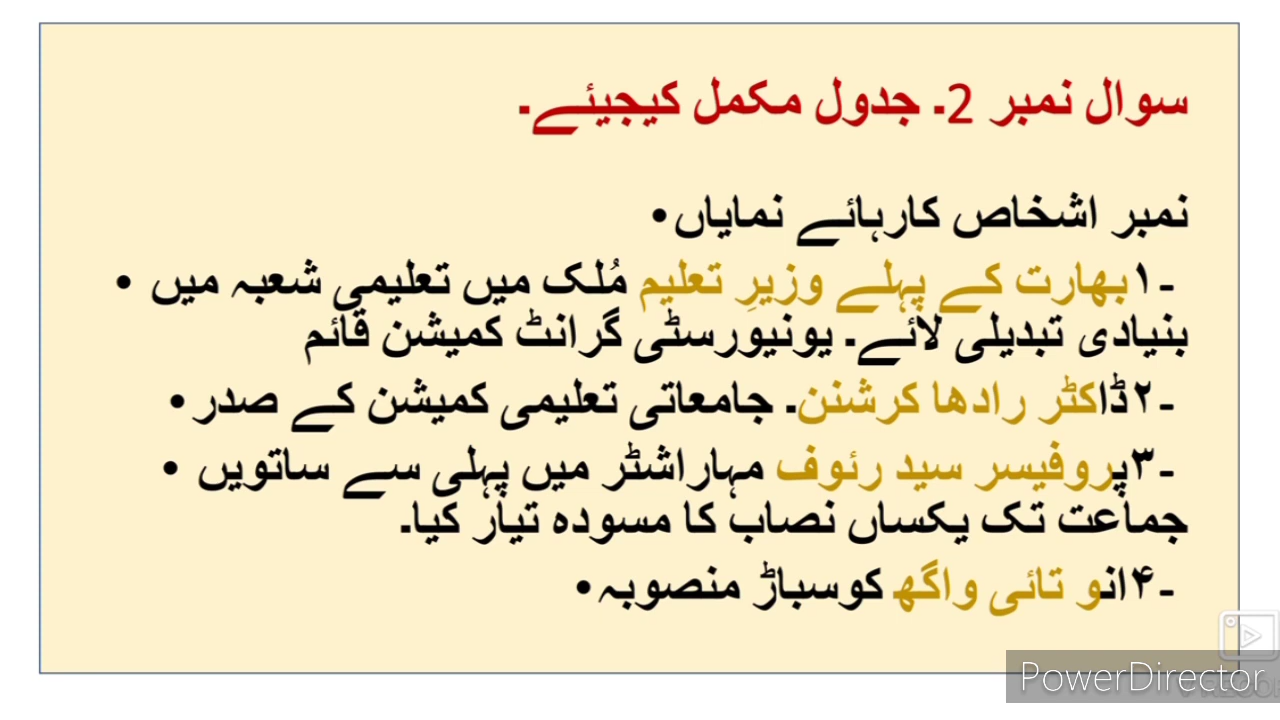 سوال نمبر 2۔ جدول مکمل کیجیئے۔
نمبر اشخاص کارہائے نمایاں•
۔۱بھارت کے پہلے وزیرِ تعلیم مُلک میں تعلیمی شعبہ میں •
بنیادی تبدیلی لائے۔ یونیورسٹی گرانٹ کمیشن قائم
۔۲ڈاکٹر رادھا کرشنن۔ جامعاتی تعلیمی کمیشن کے صدر•
۔۳پروفیسر سید رئوف مہاراشٹر میں پہلی سے ساتویں •
جماعت تک یکساں نصاب کا مسودہ تیار کیا۔
۔۴انو تائی واگھ کوسباڑ منصوبہ•
PowerDirector